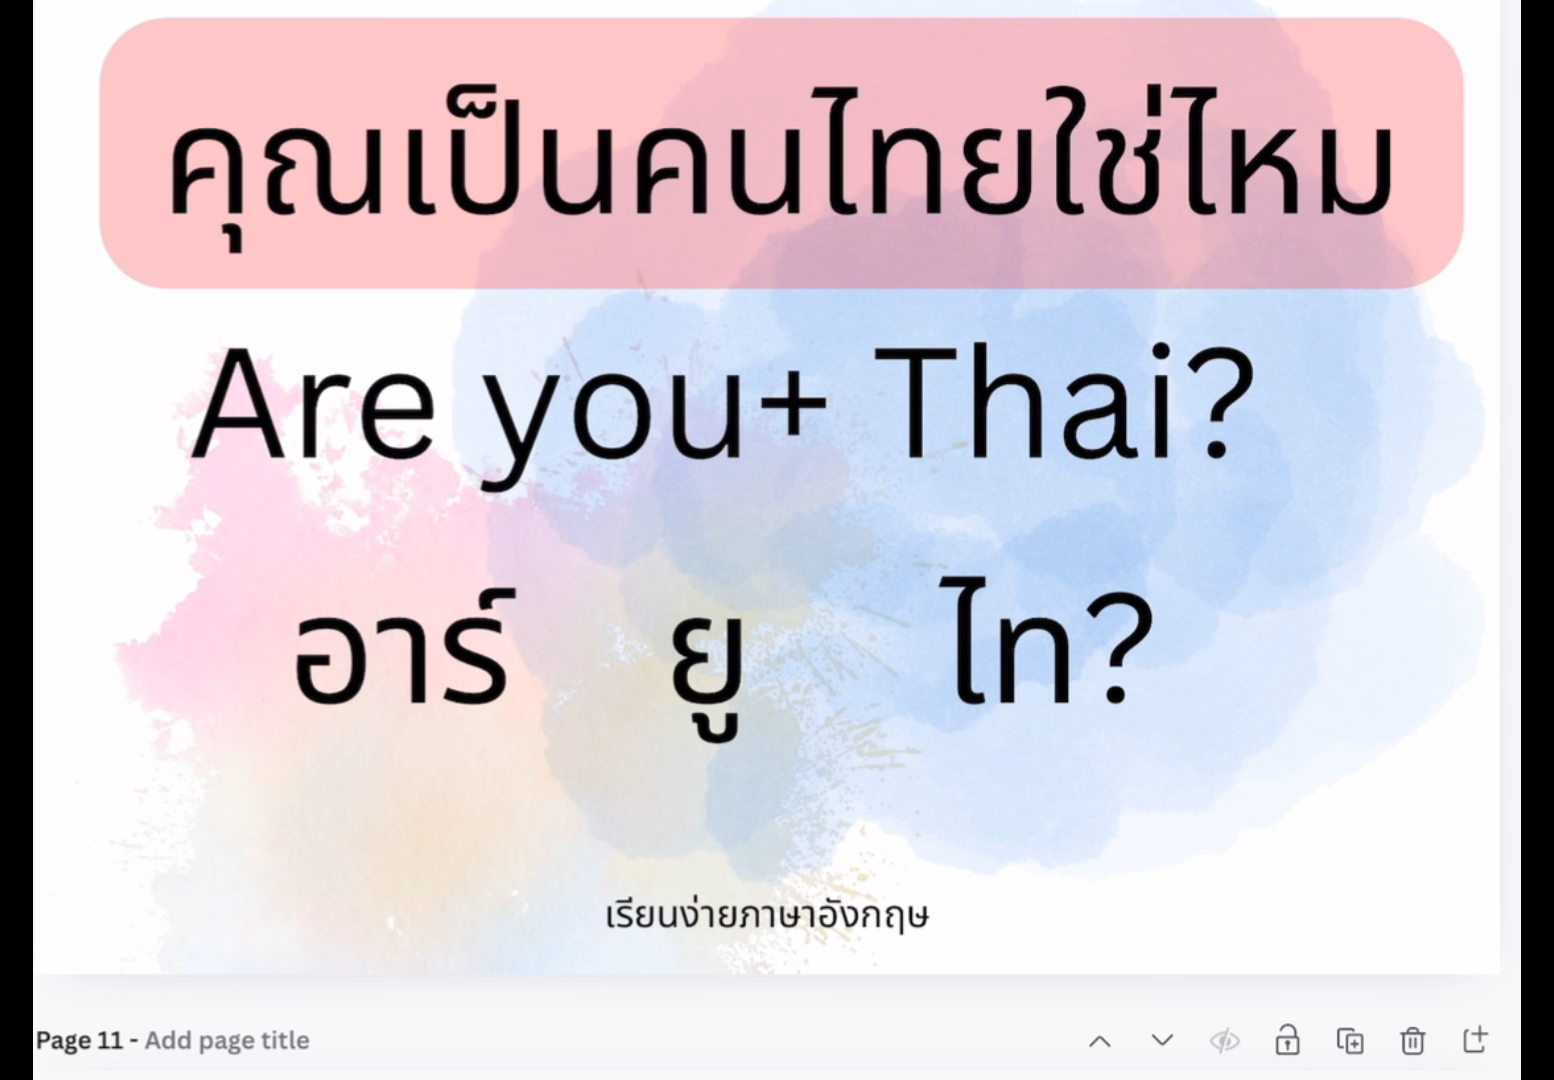 คุณเป็นคนไทยใช่ไหม
Are you+ Thai?
อาร์ ยู ไท?
เรียนง่ายภาษาอังกฤษ
Page 11 - Add page title